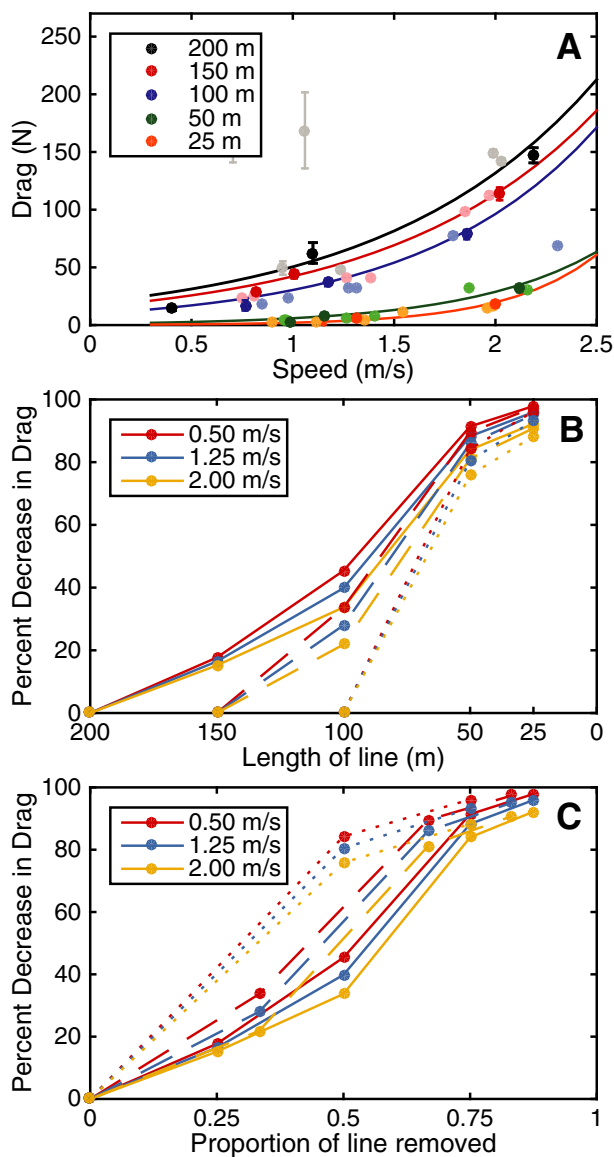 A
Drag (N)
250
200
150
100
50
0
200 m
150 m
100 m
50 m
25 m
0 0.5 1 1.5 2 2.5
Speed (m/s)
B
Percent Decrease in Drag
100
80
60
40
20
0
0.50 m/s
1.25 m/s
2.00 m/s
200 150 100 50 25 0
Length of line (m)
C
Percent Decrease in Drag
100
80
60
40
20
0
0.50 m/s
1.25 m/s
2.00 m/s
0 0.25 0.5 0.75 1
Proportion of line removed